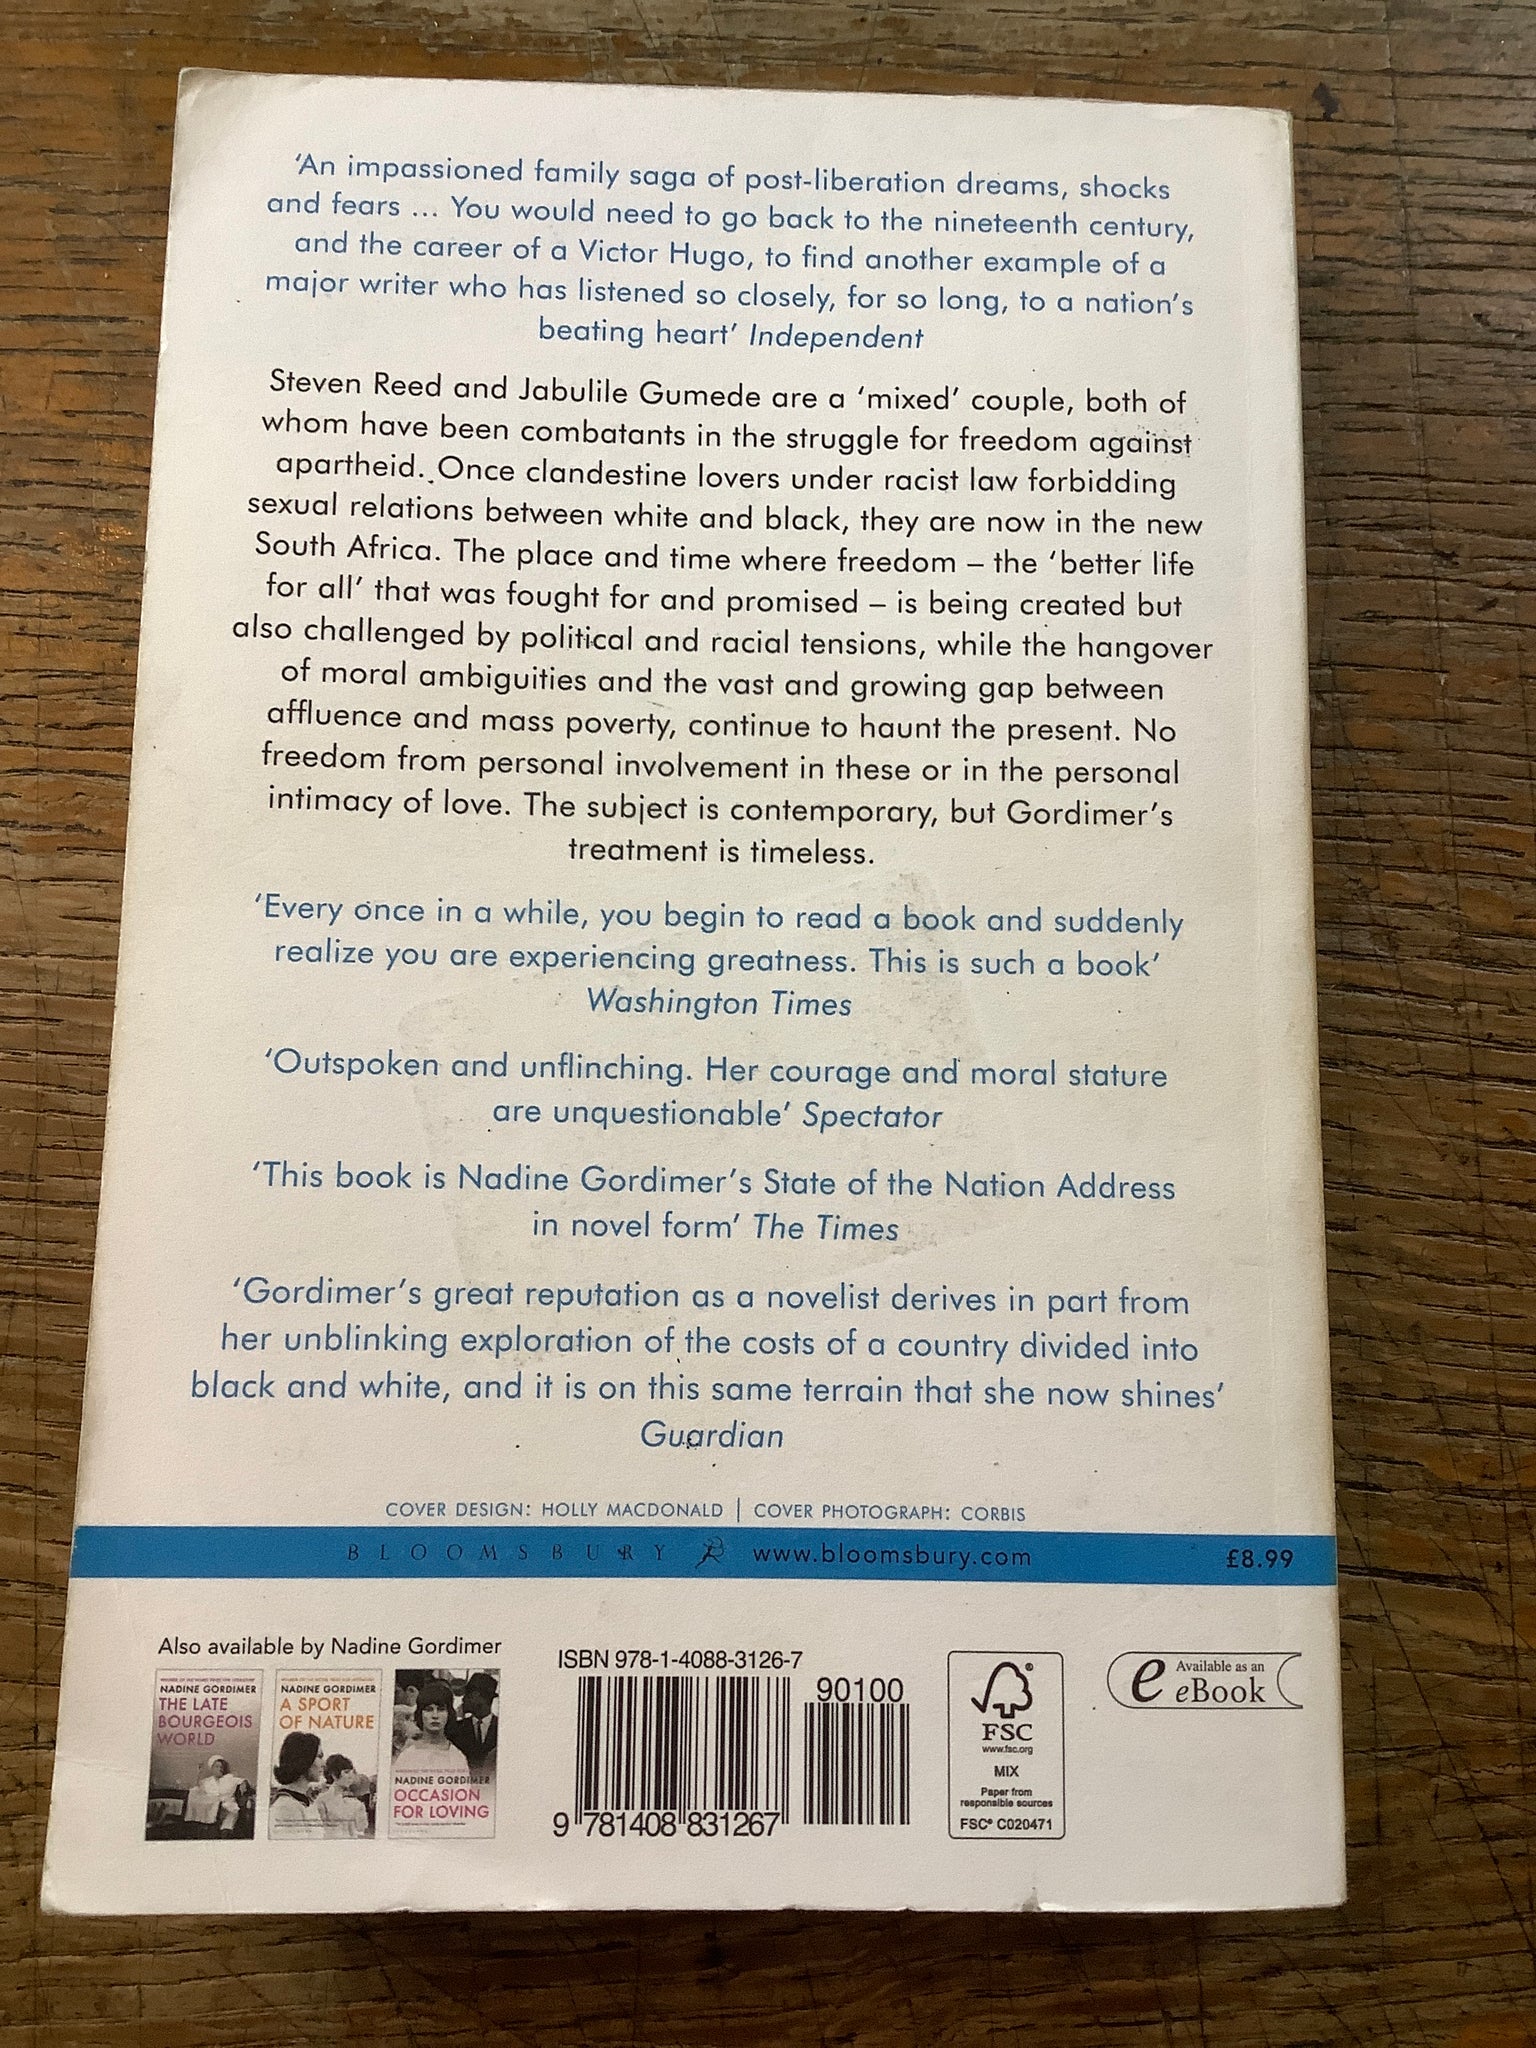 ‘An impassioned family saga of post-liberation dreams, shocks
and fears ... You would need to go back to the nineteenth century,
and the career of a Victor Hugo, to find another example of a
major writer who has listened so closely, for so long, to a nation’s
beating heart’ Independent
Steven Reed and Jabulile Gumede are a ‘mixed’ couple, both of
whom have been combatants in the struggle for freedom against
apartheid. Once clandestine lovers under racist law forbidding
sexual relations between white and black, they are now in the new
South Africa. The place and time where freedom – the ‘better life
for all’ that was fought for and promised – is being created but
also challenged by political and racial tensions, while the hangover
of moral ambiguities and the vast and growing gap between
affluence and mass poverty, continue to haunt the present. No
freedom from personal involvement in these or in the personal
intimacy of love. The subject is contemporary, but Gordimer’s
treatment is timeless.
‘Every once in a while, you begin to read a book and suddenly
realize you are experiencing greatness. This is such a book’
Washington Times
‘Outspoken and unflinching. Her courage and moral stature
are unquestionable’ Spectator
‘This book is Nadine Gordimer’s State of the Nation Address
in novel form’ The Times
‘Gordimer’s great reputation as a novelist derives in part from
her unblinking exploration of the costs of a country divided into
black and white, and it is on this same terrain that she now shines’
Guardian
COVER DESIGN: HOLLY MACDONALD | COVER PHOTOGRAPH: CORBIS
BLOOMSBURY www.bloomsbury.com £8.99
Also available by Nadine Gordimer
NADINE GORDIMER
THE LATE
BOURGEOIS
WORLD
NADINE GORDIMER
A SPORT
OF NATURE
NADINE GORDIMER
OCCASION
FOR LOVING
ISBN 978-1-4088-3126-7
90100
9 781408 831267
FSC
www.fsc.org
MIX
Paper from
responsible sources
FSC® C020471
e Available as an
eBook